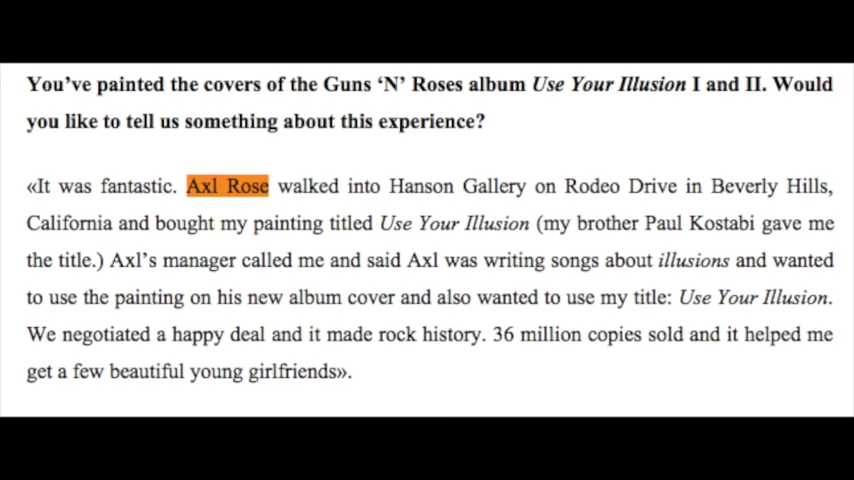 You've painted the covers of the Guns 'N' Roses album Use Your Illusion I and II. Would
you like to tell us something about this experience?
«It was fantastic. Axl Rose walked into Hanson Gallery on Rodeo Drive in Beverly Hills,
California and bought my painting titled Use Your Illusion (my brother Paul Kostabi gave me
the title.) Axl's manager called me and said Axl was writing songs about illusions and wanted
to use the painting on his new album cover and also wanted to use my title: Use Your Illusion.
We negotiated a happy deal and it made rock history. 36 million copies sold and it helped me
get a few beautiful young girlfriends».